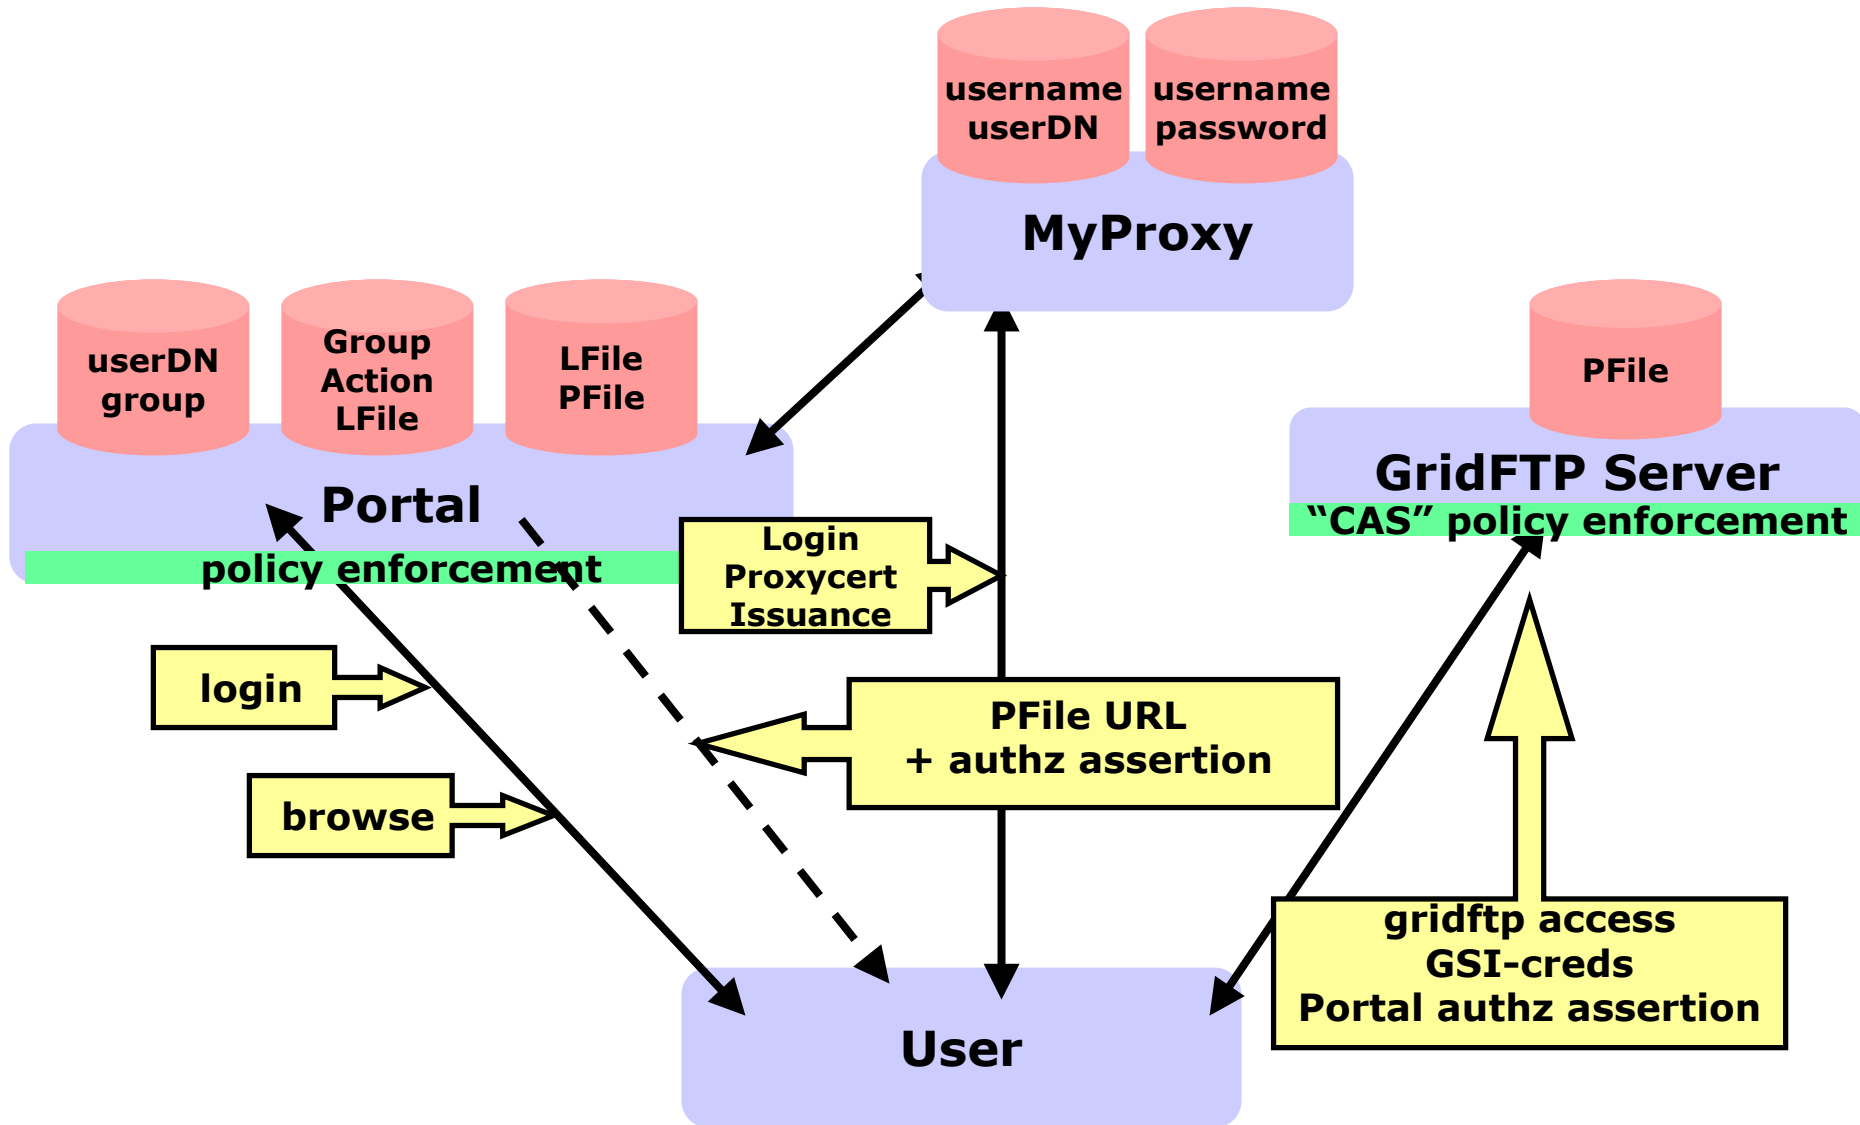 username
userDN
username
password
MyProxy
userDN
group
Group
Action
LFile
LFile
PFile
PFile
Portal
policy enforcement
GridFTP Server
“CAS” policy enforcement
Login
Proxycert
Issuance
login
PFile URL
+ authz assertion
browse
gridftp access
GSI-creds
Portal authz assertion
User